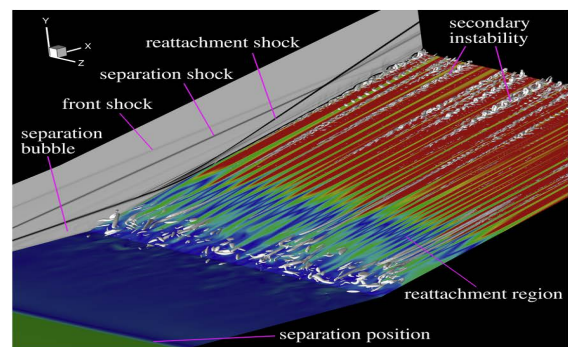 Y
X
Z
reattachment shock
separation shock
front shock
separation
bubble
secondary
instability
reattachment region
separation position